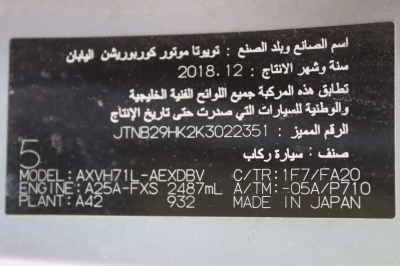 اسم الصانع وبلد الصنع : تويوتا موتور كوربوريشن اليابان
سنة وشهر الانتاج : 2018.12
تطابق هذه المركبة جميع اللوائح الفنية الخليجية
والوطنية للسيارات التي صدرت حتى تاريخ الإنتاج
الرقم المميز : JTNB29HK2K3022351
صنف : سيارة ركاب
5
MODEL: AXVH71L-AEXDBV C/TR: 1F7/FA20
ENGINE: A25A-FXS 2487mL A/TM: -05A/P710
PLANT: A42 932 MADE IN JAPAN